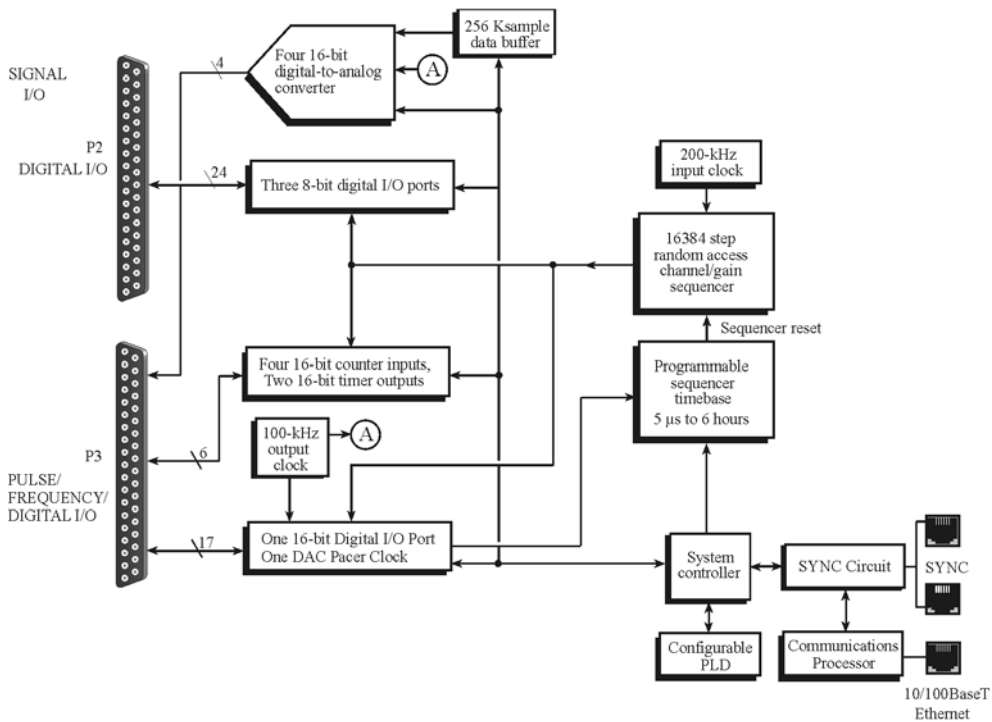 SIGNAL
I/O
P2
DIGITAL I/O
4
Four 16-bit
digital-to-analog
converter
256 Ksample
data buffer
A
24
Three 8-bit digital I/O ports
200-kHz
input clock
16384 step
random access
channel/gain
sequencer
Sequencer reset
Programmable
sequencer
timebase
5 µs to 6 hours
Four 16-bit counter inputs,
Two 16-bit timer outputs
100-kHz
output
clock
A
6
P3
PULSE/
FREQUENCY/
DIGITAL I/O
17
One 16-bit Digital I/O Port
One DAC Pacer Clock
System
controller
SYNC Circuit
SYNC
Configurable
PLD
Communications
Processor
10/100BaseT
Ethernet